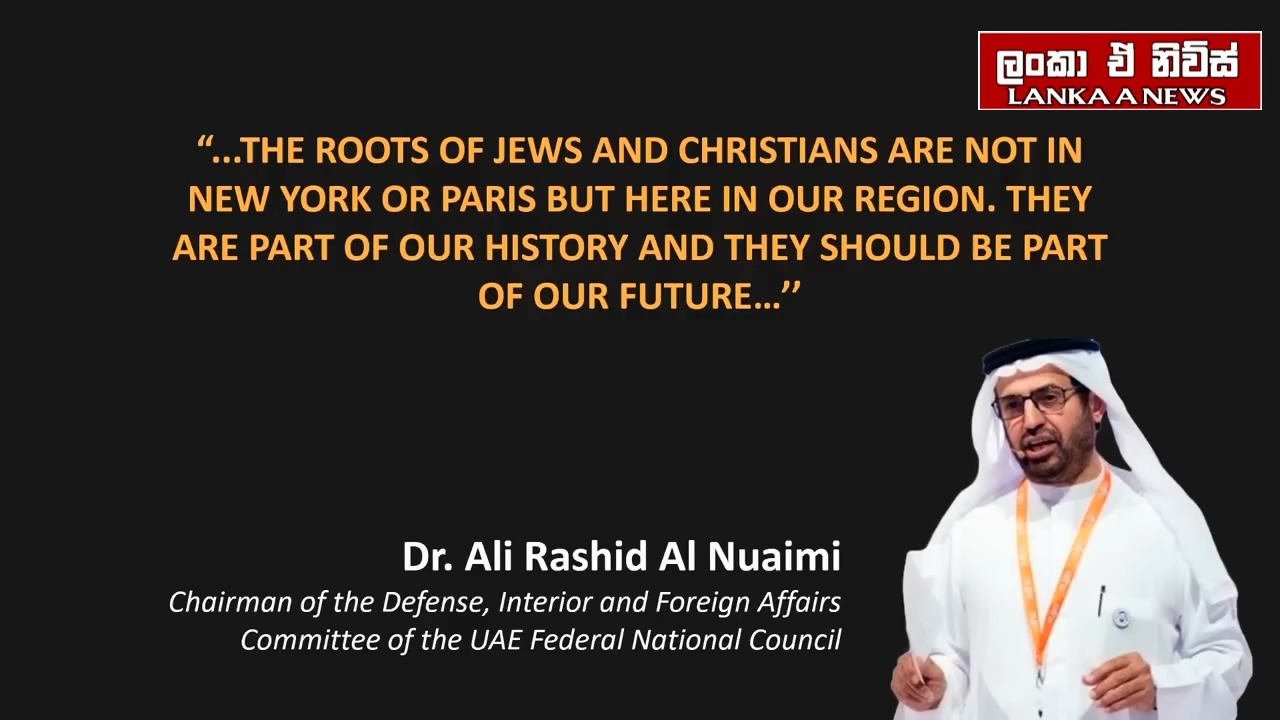 ලංකා ඒ නිව්ස්
LANKA A NEWS
“...THE ROOTS OF JEWS AND CHRISTIANS ARE NOT IN
NEW YORK OR PARIS BUT HERE IN OUR REGION. THEY
ARE PART OF OUR HISTORY AND THEY SHOULD BE PART
OF OUR FUTURE...’’
Dr. Ali Rashid Al Nuaimi
Chairman of the Defense, Interior and Foreign Affairs
Committee of the UAE Federal National Council